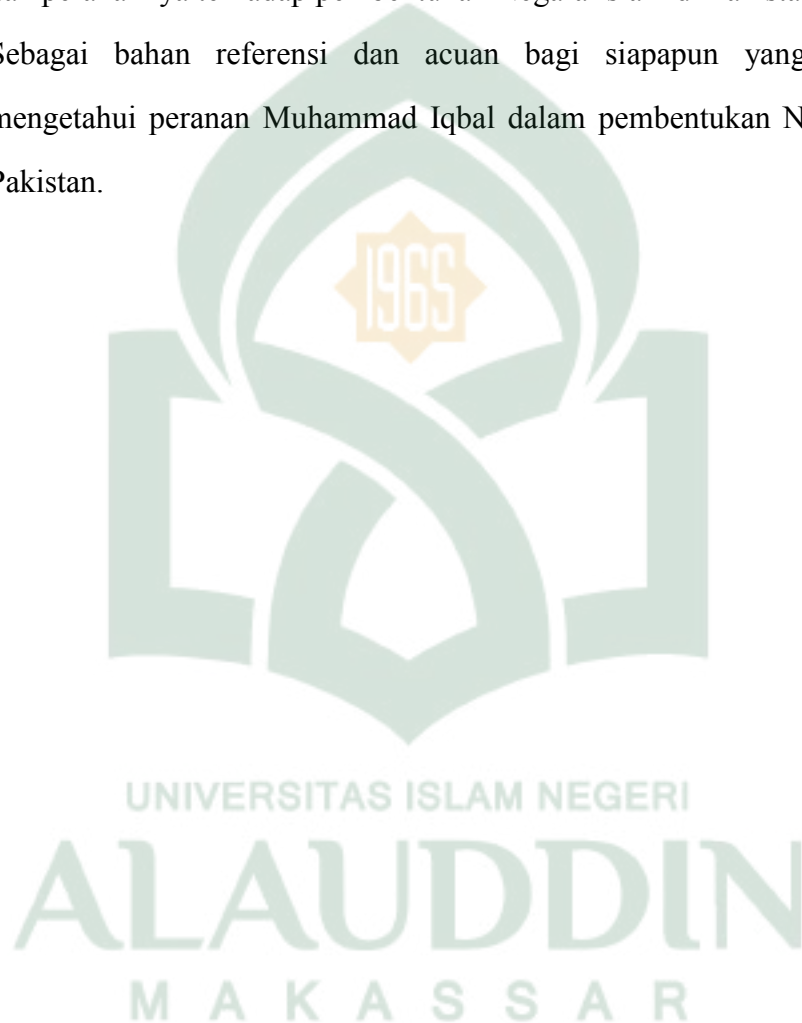 Sebagai bahan referensi dan acuan bagi siapapun yang
mengetahui peranan Muhammad Iqbal dalam pembentukan N
Pakistan.
1965
UNIVERSITAS ISLAM NEGERI
ALAUDDIN
MAKASSAR